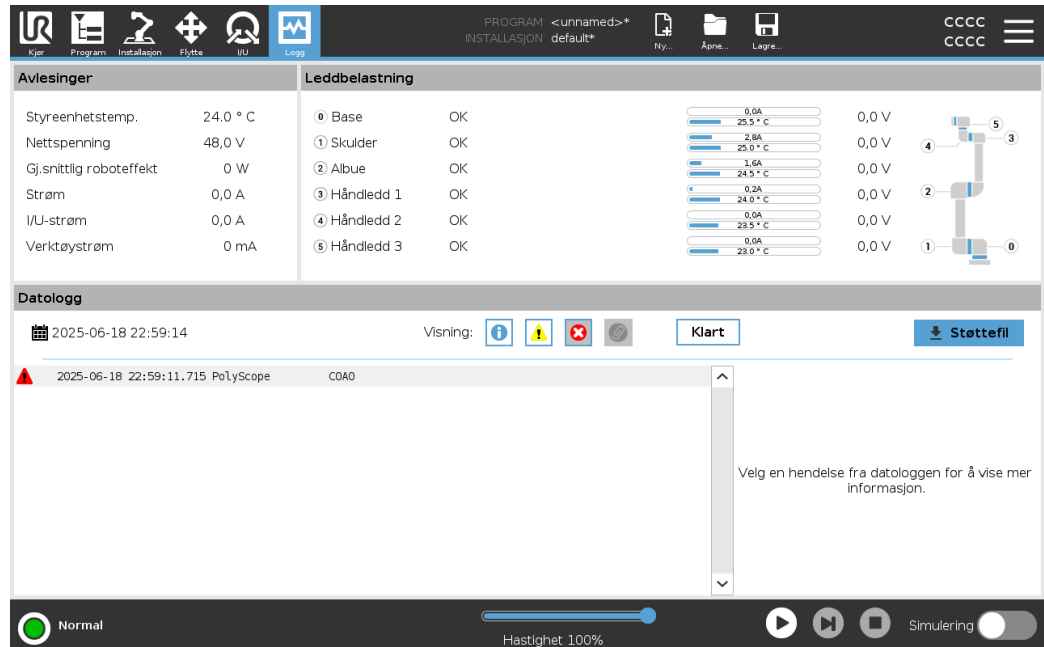 UR
PROGRAM <unnamed>*
INSTALLASJON default*
CCCC
CCCC
Kjør Program Installasjon Flytte I/U Logg Ny... Åpne... Lagre...
Avlesinger Leddbelastning
Styreenhetstemp. 24.0 ° C
Nettspenning 48,0 V
Gj.snittlig roboteffekt 0 W
Strøm 0,0 A
I/U-strøm 0,0 A
Verktøystrøm 0 mA
0 Base OK 0,0A 25.5 ° C 0,0 V
1 Skulder OK 2,8A 25.0 ° C 0,0 V
2 Albue OK 1,6A 24.5 ° C 0,0 V
3 Håndledd 1 OK 0,2A 24.0 ° C 0,0 V
4 Håndledd 2 OK 0,0A 23.5 ° C 0,0 V
5 Håndledd 3 OK 0,0A 23.0 ° C 0,0 V
5
4 3
2
1 0
Datologg
2025-06-18 22:59:14 Visning: Klart Støttefil
2025-06-18 22:59:11.715 PolyScope C0A0
Velg en hendelse fra datologgen for å vise mer
informasjon.
Normal
Hastighet 100%
Simulering